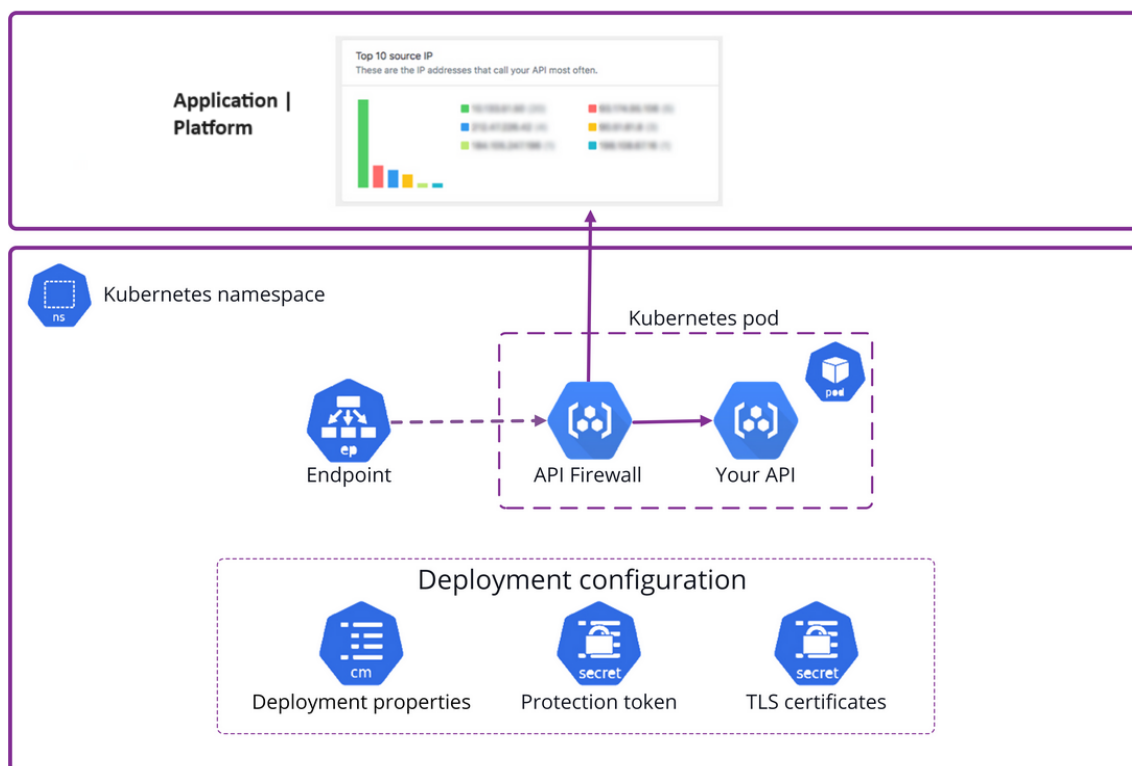 Top 10 source IP
These are the IP addresses that call your API most often.
Application |
Platform
Kubernetes namespace
ns
Kubernetes pod
pod
ep
Endpoint
API Firewall
Your API
Deployment configuration
cm
secret
secret
Deployment properties
Protection token
TLS certificates